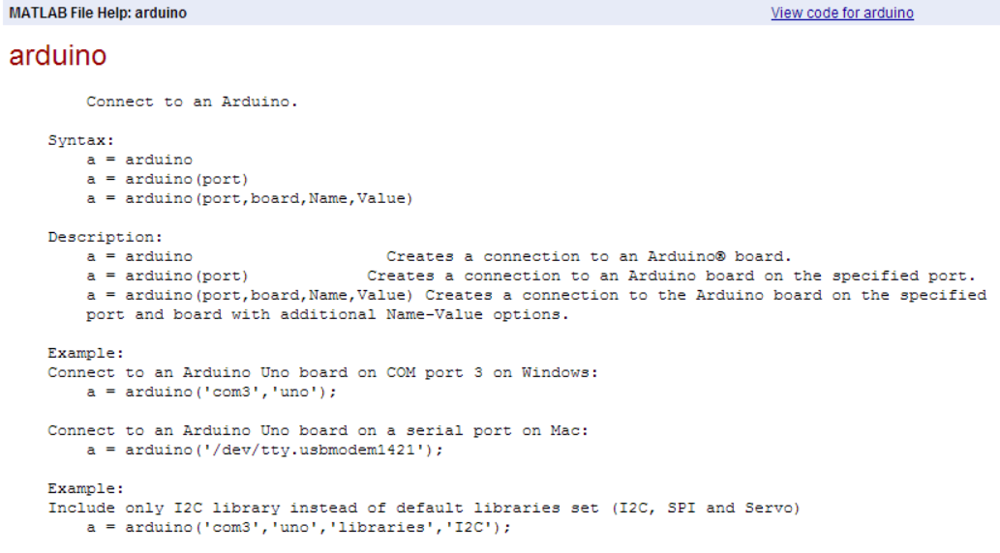 MATLAB File Help: arduino
View code for arduino
arduino
Connect to an Arduino.
Syntax:
a = arduino
a = arduino(port)
a = arduino(port,board,Name,Value)
Description:
a = arduino Creates a connection to an Arduino® board.
a = arduino(port) Creates a connection to an Arduino board on the specified port.
a = arduino(port,board,Name,Value) Creates a connection to the Arduino board on the specified
port and board with additional Name-Value options.
Example:
Connect to an Arduino Uno board on COM port 3 on Windows:
a = arduino('com3','uno');
Connect to an Arduino Uno board on a serial port on Mac:
a = arduino('/dev/tty.usbmodem1421');
Example:
Include only I2C library instead of default libraries set (I2C, SPI and Servo)
a = arduino('com3','uno','libraries','I2C');